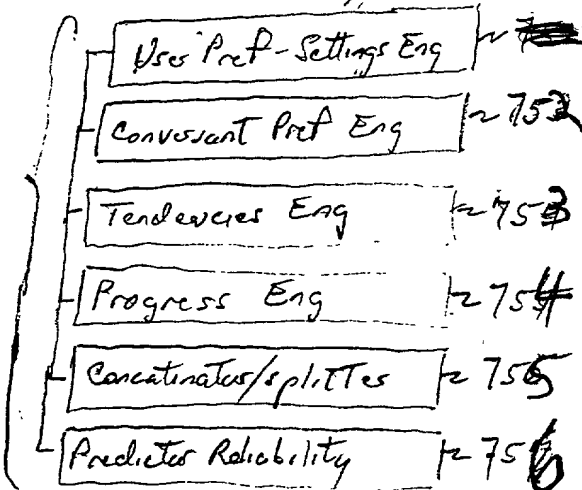 User Pref-Settings Eng
Conversant Pref Eng ~ 752
Tendencies Eng ~ 753
Progress Eng ~ 754
Concatinator/splitter ~ 755
Predictor Reliability ~ 756